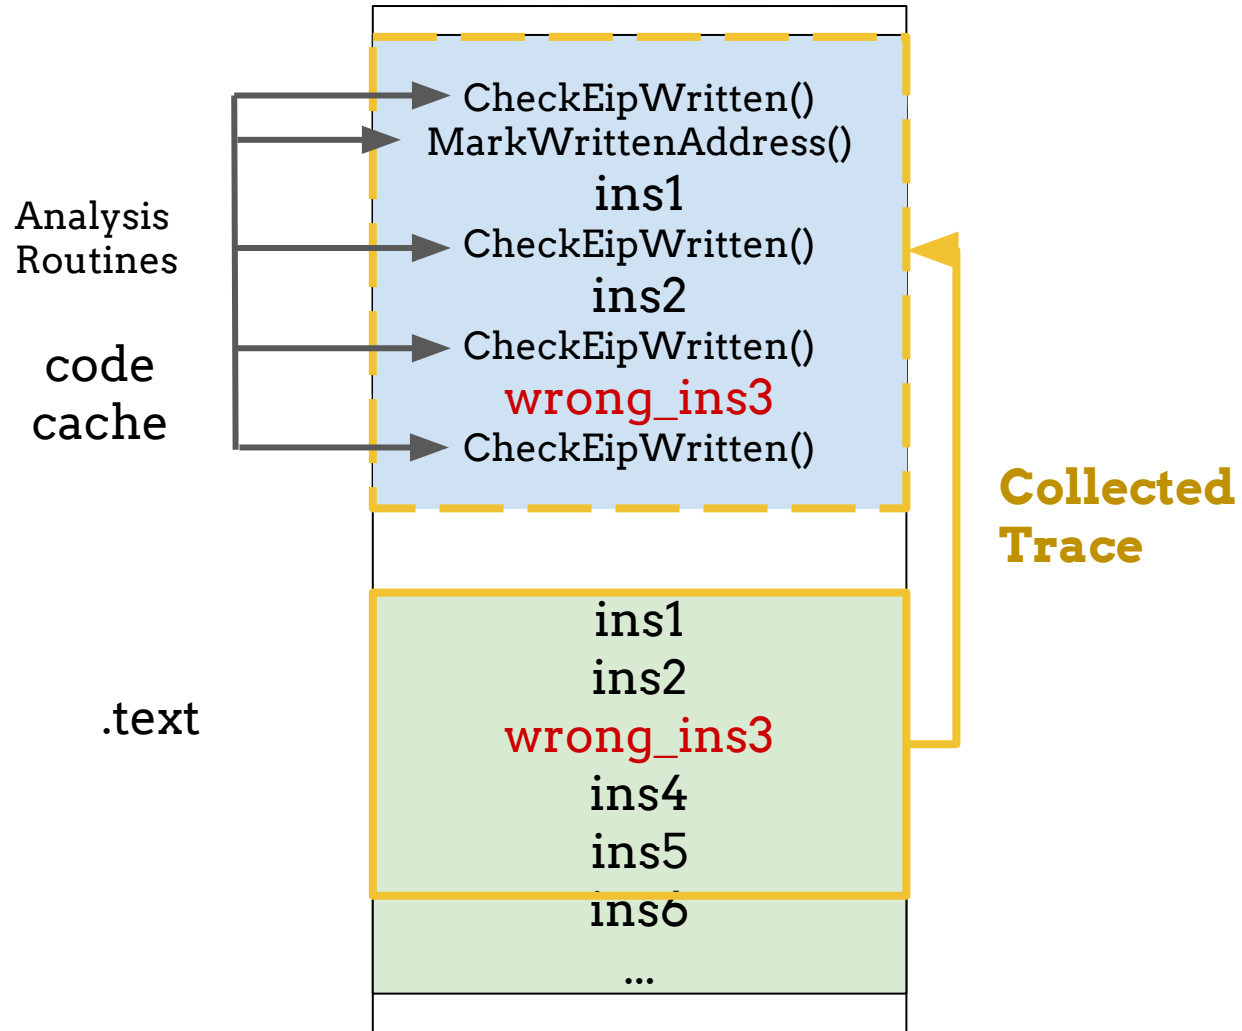 CheckEipWritten()
MarkWrittenAddress()
ins1
Analysis
Routines
CheckEipWritten()
ins2
code
cache
CheckEipWritten()
wrong_ins3
CheckEipWritten()
Collected
Trace
.text
ins1
ins2
wrong_ins3
ins4
ins5
ins6
...